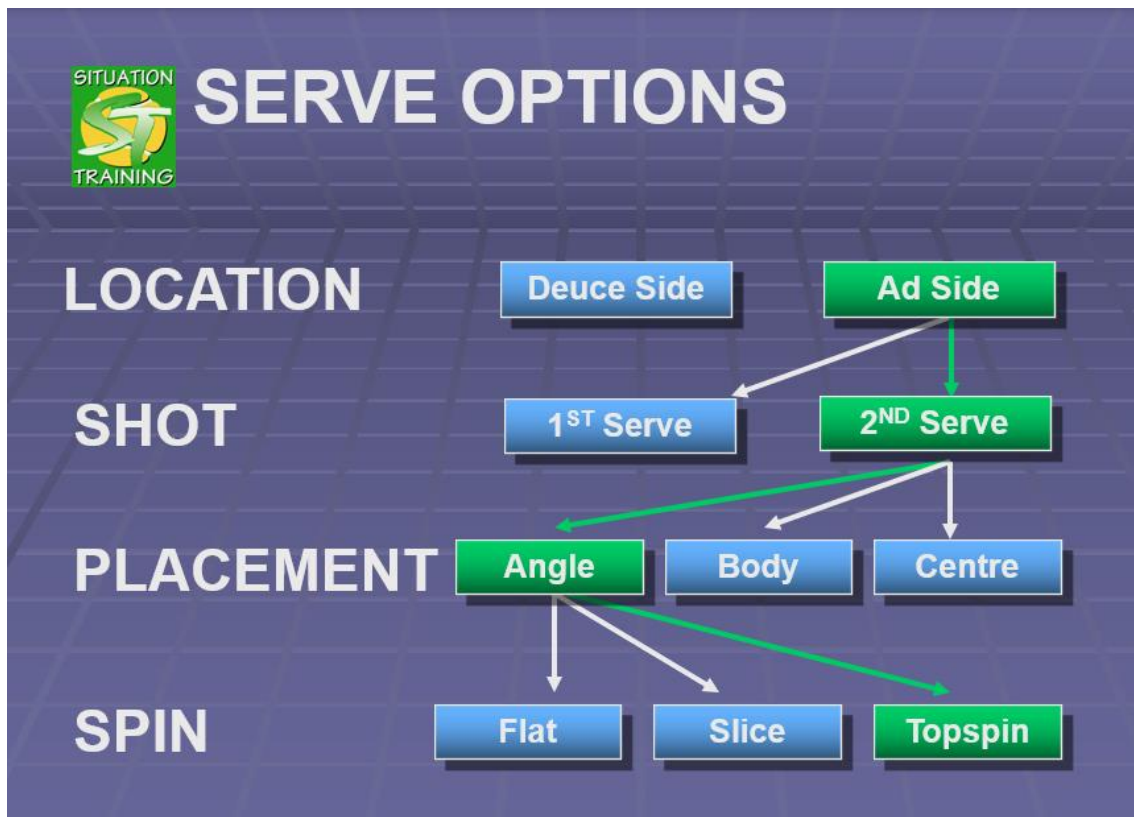 SITUATION
ST
TRAINING
SERVE OPTIONS
LOCATION
Deuce Side
Ad Side
SHOT
1ST Serve
2ND Serve
PLACEMENT
Angle
Body
Centre
SPIN
Flat
Slice
Topspin